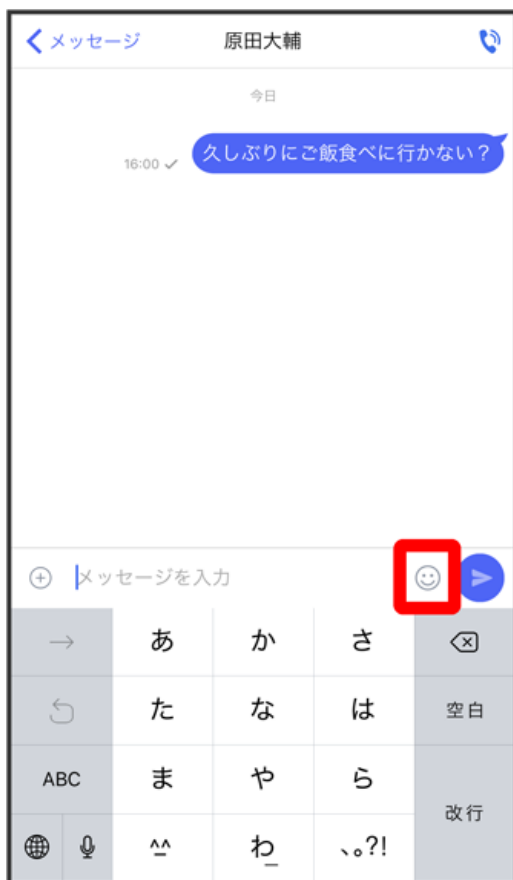 メッセージ 原田大輔
今日
16:00 久しぶりにご飯食べに行かない？
メッセージを入力
→ あ か さ
た な は 空白
ABC ま や ら
改行
^^ わ_ 、。?!